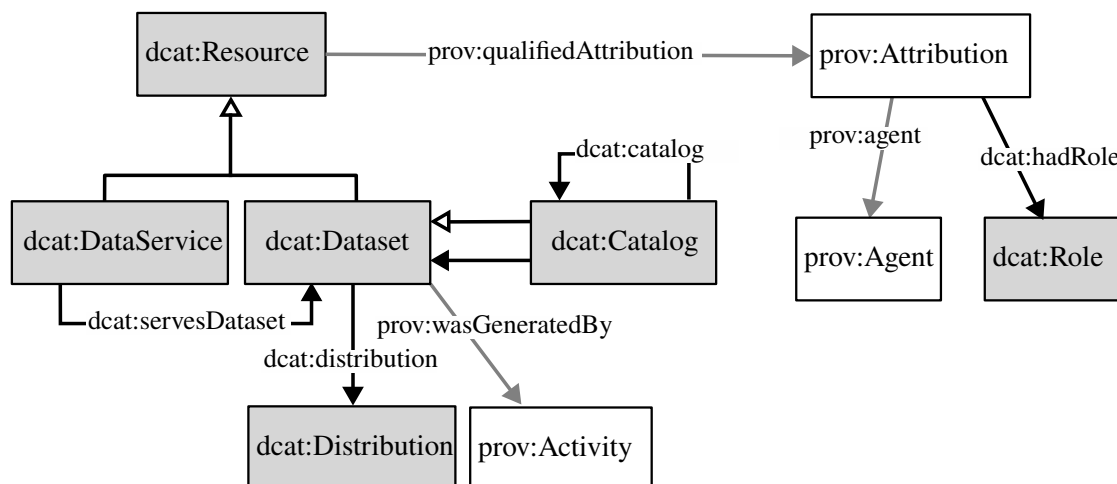 dcat:Resource
prov:qualifiedAttribution
prov:Attribution
prov:agent
dcat:hadRole
dcat:catalog
dcat:DataService
dcat:Dataset
dcat:Catalog
prov:Agent
dcat:Role
dcat:servesDataset
prov:wasGeneratedBy
dcat:distribution
dcat:Distribution
prov:Activity